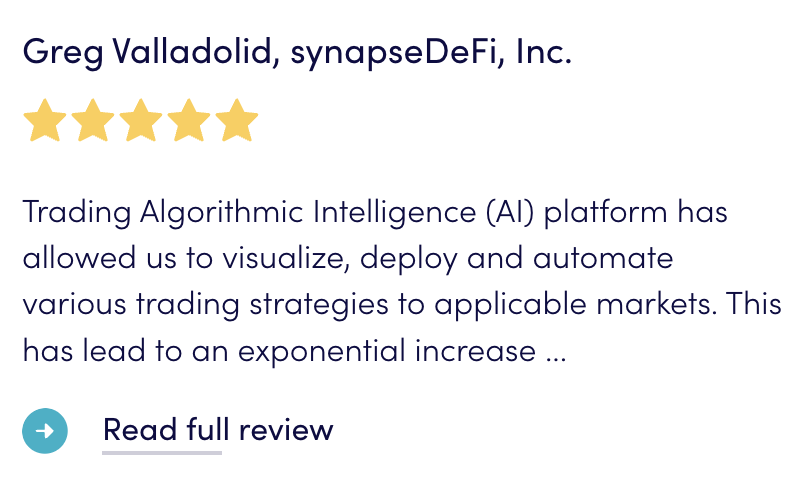 Greg Valladolid, synapseDeFi, Inc.
Trading Algorithmic Intelligence (AI) platform has
allowed us to visualize, deploy and automate
various trading strategies to applicable markets. This
has lead to an exponential increase ...
Read full review